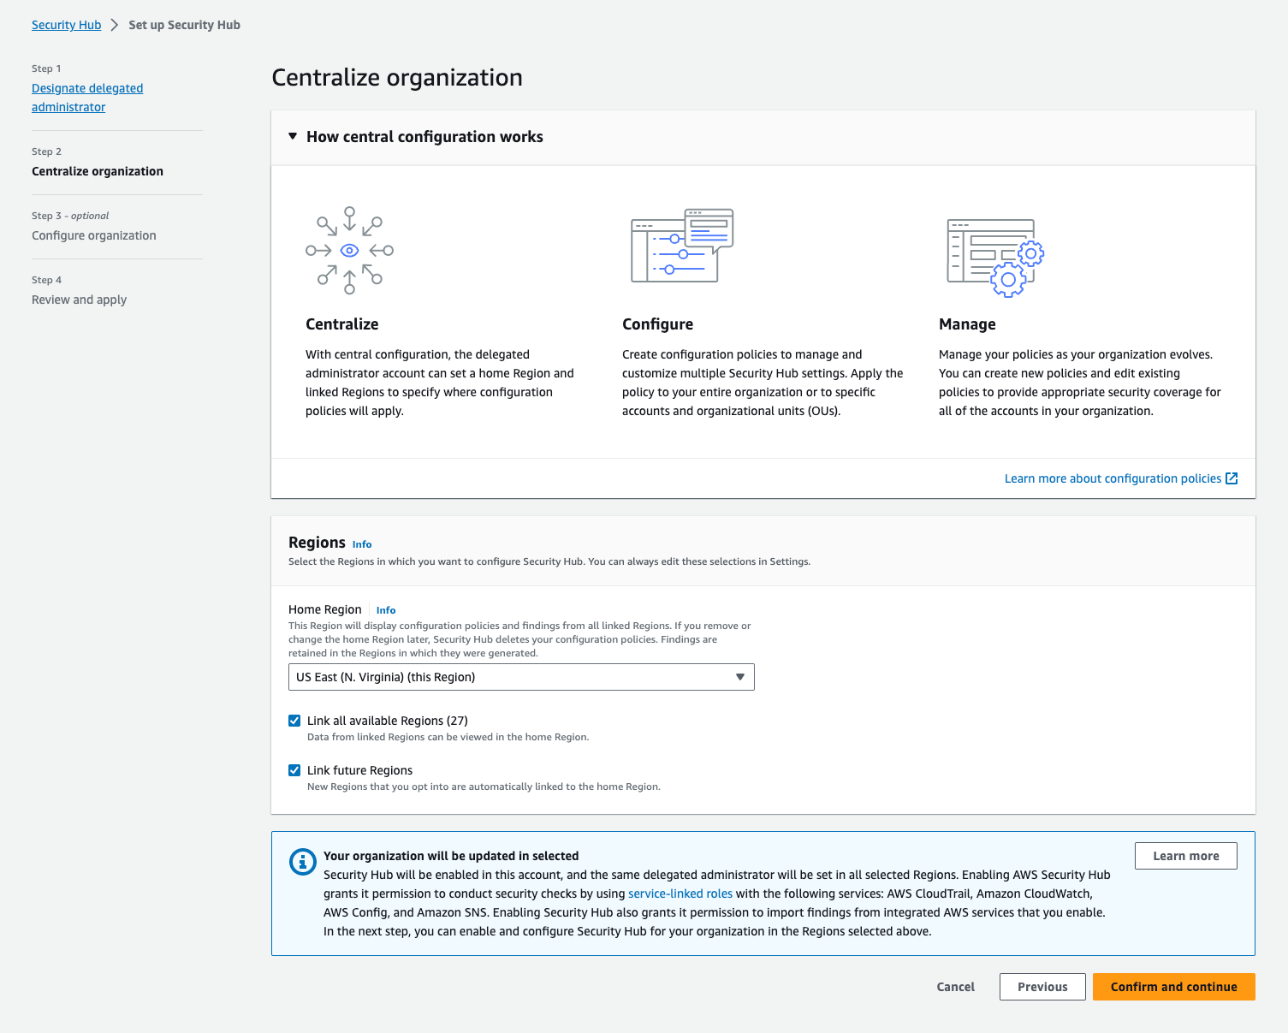 Security Hub > Set up Security Hub
Step 1
Designate delegated
administrator
Step 2
Centralize organization
Step 3 - optional
Configure organization
Step 4
Review and apply
Centralize organization
How central configuration works
Centralize
With central configuration, the delegated
administrator account can set a home Region and
linked Regions to specify where configuration
policies will apply.
Configure
Create configuration policies to manage and
customize multiple Security Hub settings. Apply the
policy to your entire organization or to specific
accounts and organizational units (OUs).
Manage
Manage your policies as your organization evolves.
You can create new policies and edit existing
policies to provide appropriate security coverage for
all of the accounts in your organization.
Learn more about configuration policies
Regions Info
Select the Regions in which you want to configure Security Hub. You can always edit these selections in Settings.
Home Region Info
This Region will display configuration policies and findings from all linked Regions. If you remove or
change the home Region later, Security Hub deletes your configuration policies. Findings are
retained in the Regions in which they were generated.
US East (N. Virginia) (this Region)
Link all available Regions (27)
Data from linked Regions can be viewed in the home Region.
Link future Regions
New Regions that you opt into are automatically linked to the home Region.
Your organization will be updated in selected
Security Hub will be enabled in this account, and the same delegated administrator will be set in all selected Regions. Enabling AWS Security Hub
grants it permission to conduct security checks by using service-linked roles with the following services: AWS CloudTrail, Amazon CloudWatch,
AWS Config, and Amazon SNS. Enabling Security Hub also grants it permission to import findings from integrated AWS services that you enable.
In the next step, you can enable and configure Security Hub for your organization in the Regions selected above.
Learn more
Cancel
Previous
Confirm and continue